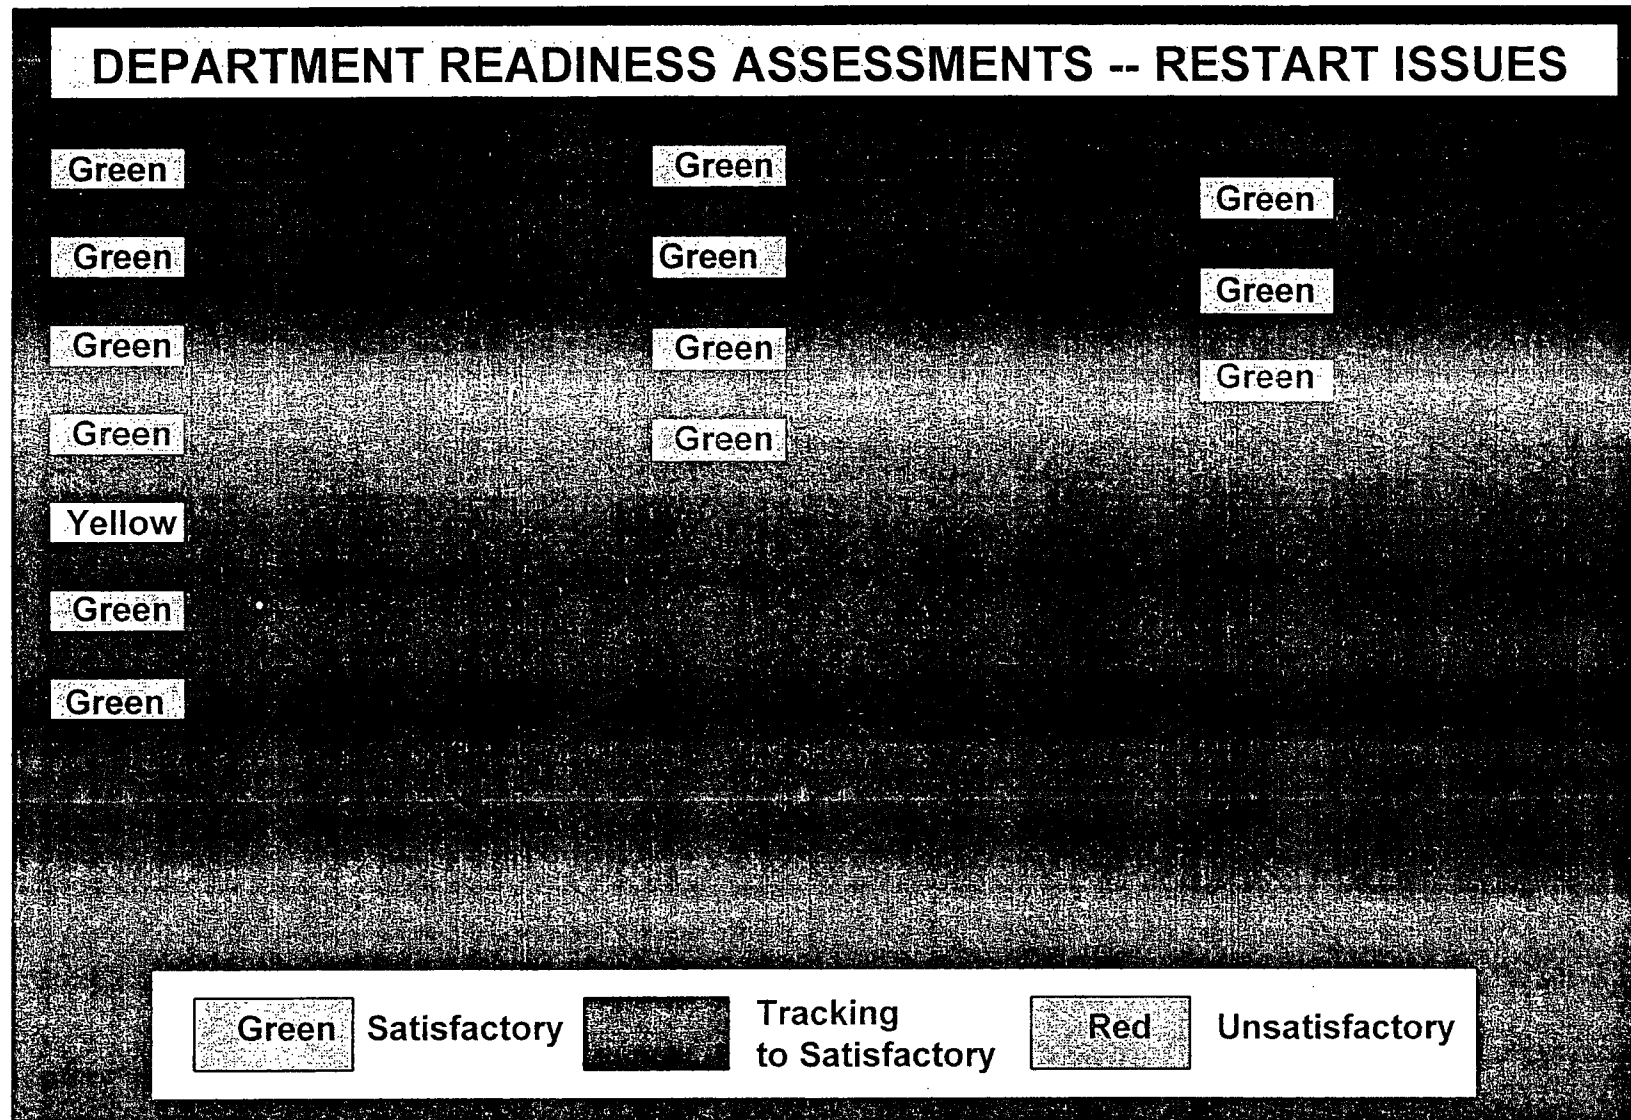 DEPARTMENT READINESS ASSESSMENTS -- RESTART ISSUES
Green
Green
Green
Green
Yellow
Green
Green
Green
Green
Green
Green
Green
Green
Green
Green Satisfactory
Tracking
to Satisfactory
Red Unsatisfactory